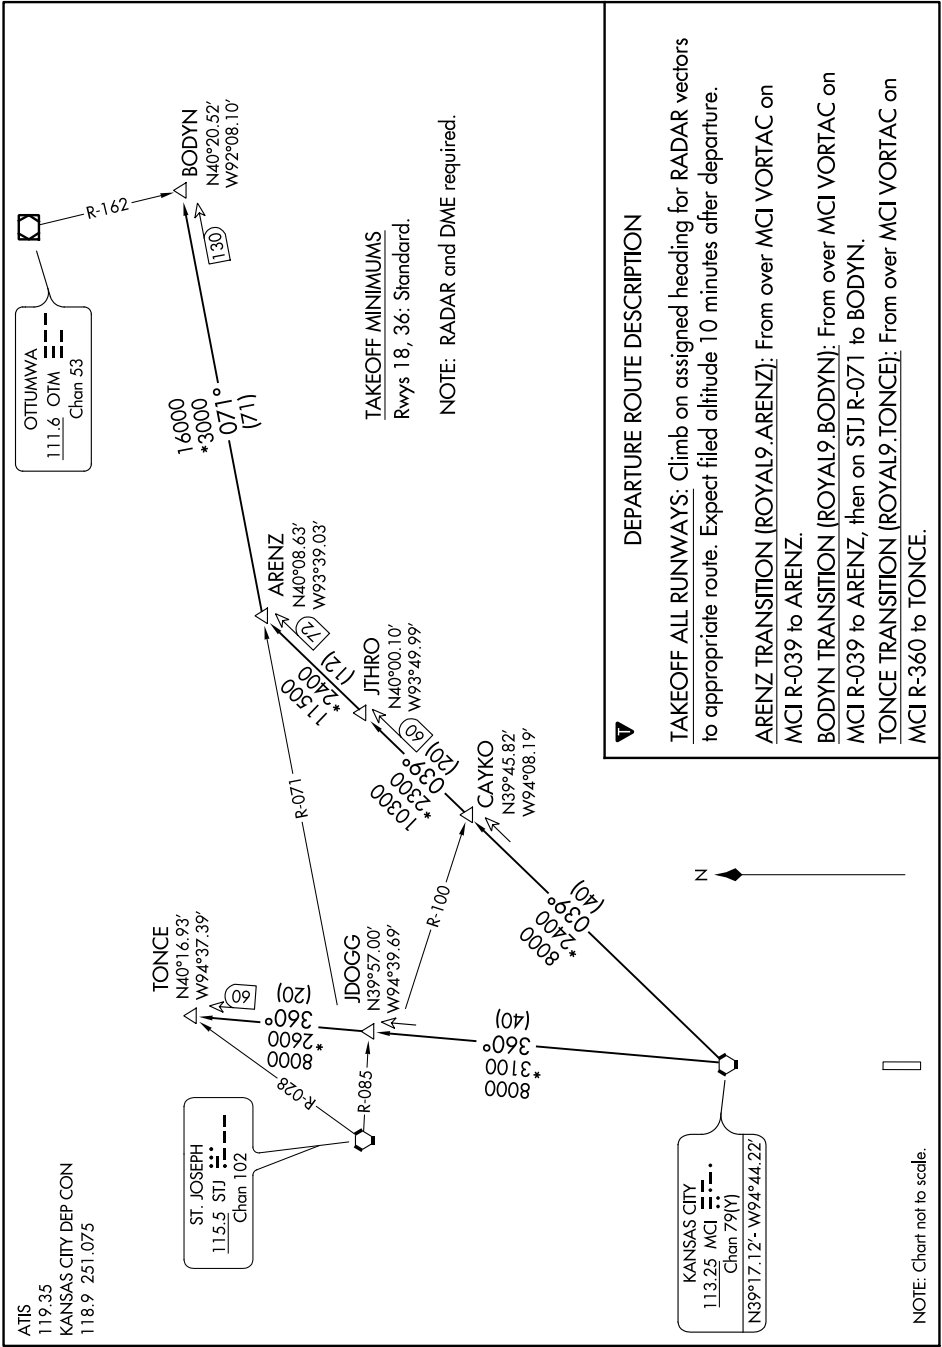 ATIS
119.35
KANSAS CITY DEP CON
118.9 251.075
OTTUMWA
111.6 OTM
Chan 53
R-162
BODYN
N40°20.52'
W92°08.10'
130
16000
*3000
071°
(71)
TAKEOFF MINIMUMS
Rwys 18, 36: Standard.
NOTE: RADAR and DME required.
ST. JOSEPH
115.5 STJ
Chan 102
R-028
R-085
TONCE
N40°16.93'
W94°37.39'
60
8000
*2600
360°
(20)
JDOGG
N39°57.00'
W94°39.69'
R-071
R-100
ARENZ
N40°08.63'
W93°39.03'
72
11500
*2400
(12)
JTHRO
N40°00.10'
W93°49.99'
60
10300
*2300
039°
(20)
CAYKO
N39°45.82'
W94°08.19'
8000
*3100
360°
(40)
8000
*2400
039°
(40)
N
KANSAS CITY
113.25 MCI
Chan 79(Y)
N39°17.12'- W94°44.22'
NOTE: Chart not to scale.
T
DEPARTURE ROUTE DESCRIPTION
TAKEOFF ALL RUNWAYS: Climb on assigned heading for RADAR vectors
to appropriate route. Expect filed altitude 10 minutes after departure.
ARENZ TRANSITION (ROYAL9.ARENZ): From over MCI VORTAC on
MCI R-039 to ARENZ.
BODYN TRANSITION (ROYAL9.BODYN): From over MCI VORTAC on
MCI R-039 to ARENZ, then on STJ R-071 to BODYN.
TONCE TRANSITION (ROYAL9.TONCE): From over MCI VORTAC on
MCI R-360 to TONCE.